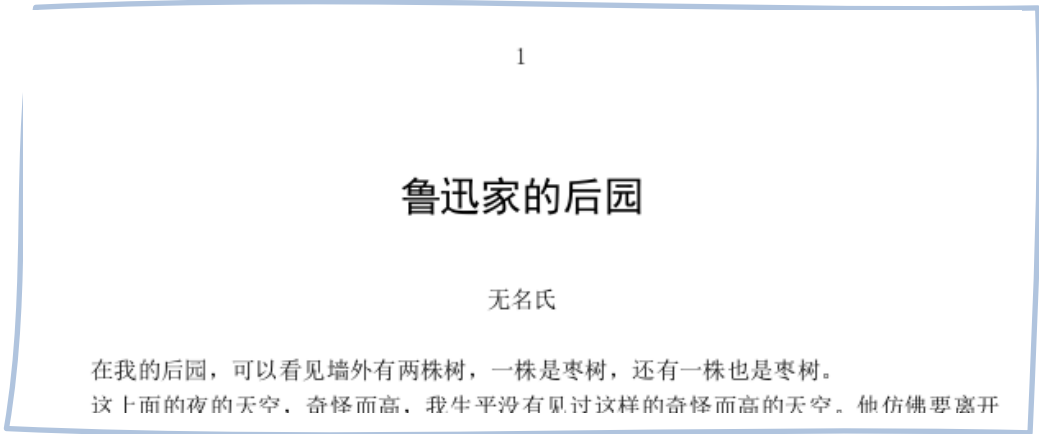 1
鲁迅家的后园
无名氏
在我的后园，可以看见墙外有两株树，一株是枣树，还有一株也是枣树。
这上面的夜的天空，奇怪而高，我生平没有见过这样的奇怪而高的天空。他仿佛要离开